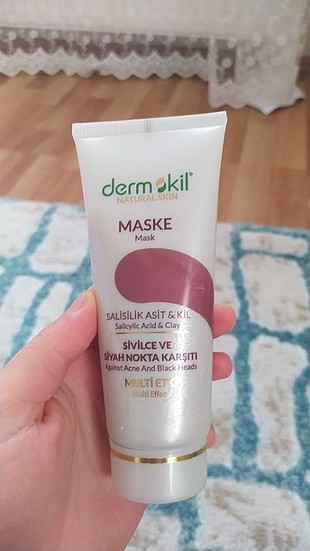 dermokil®
NATURAL SKIN
MASKE
Mask
SALİSİLİK ASİT & KİL
Salicylic Acid & Clay
SİVİLCE VE
SİYAH NOKTA KARŞITI
Against Acne And Black Heads
MULTI
Multi Effect